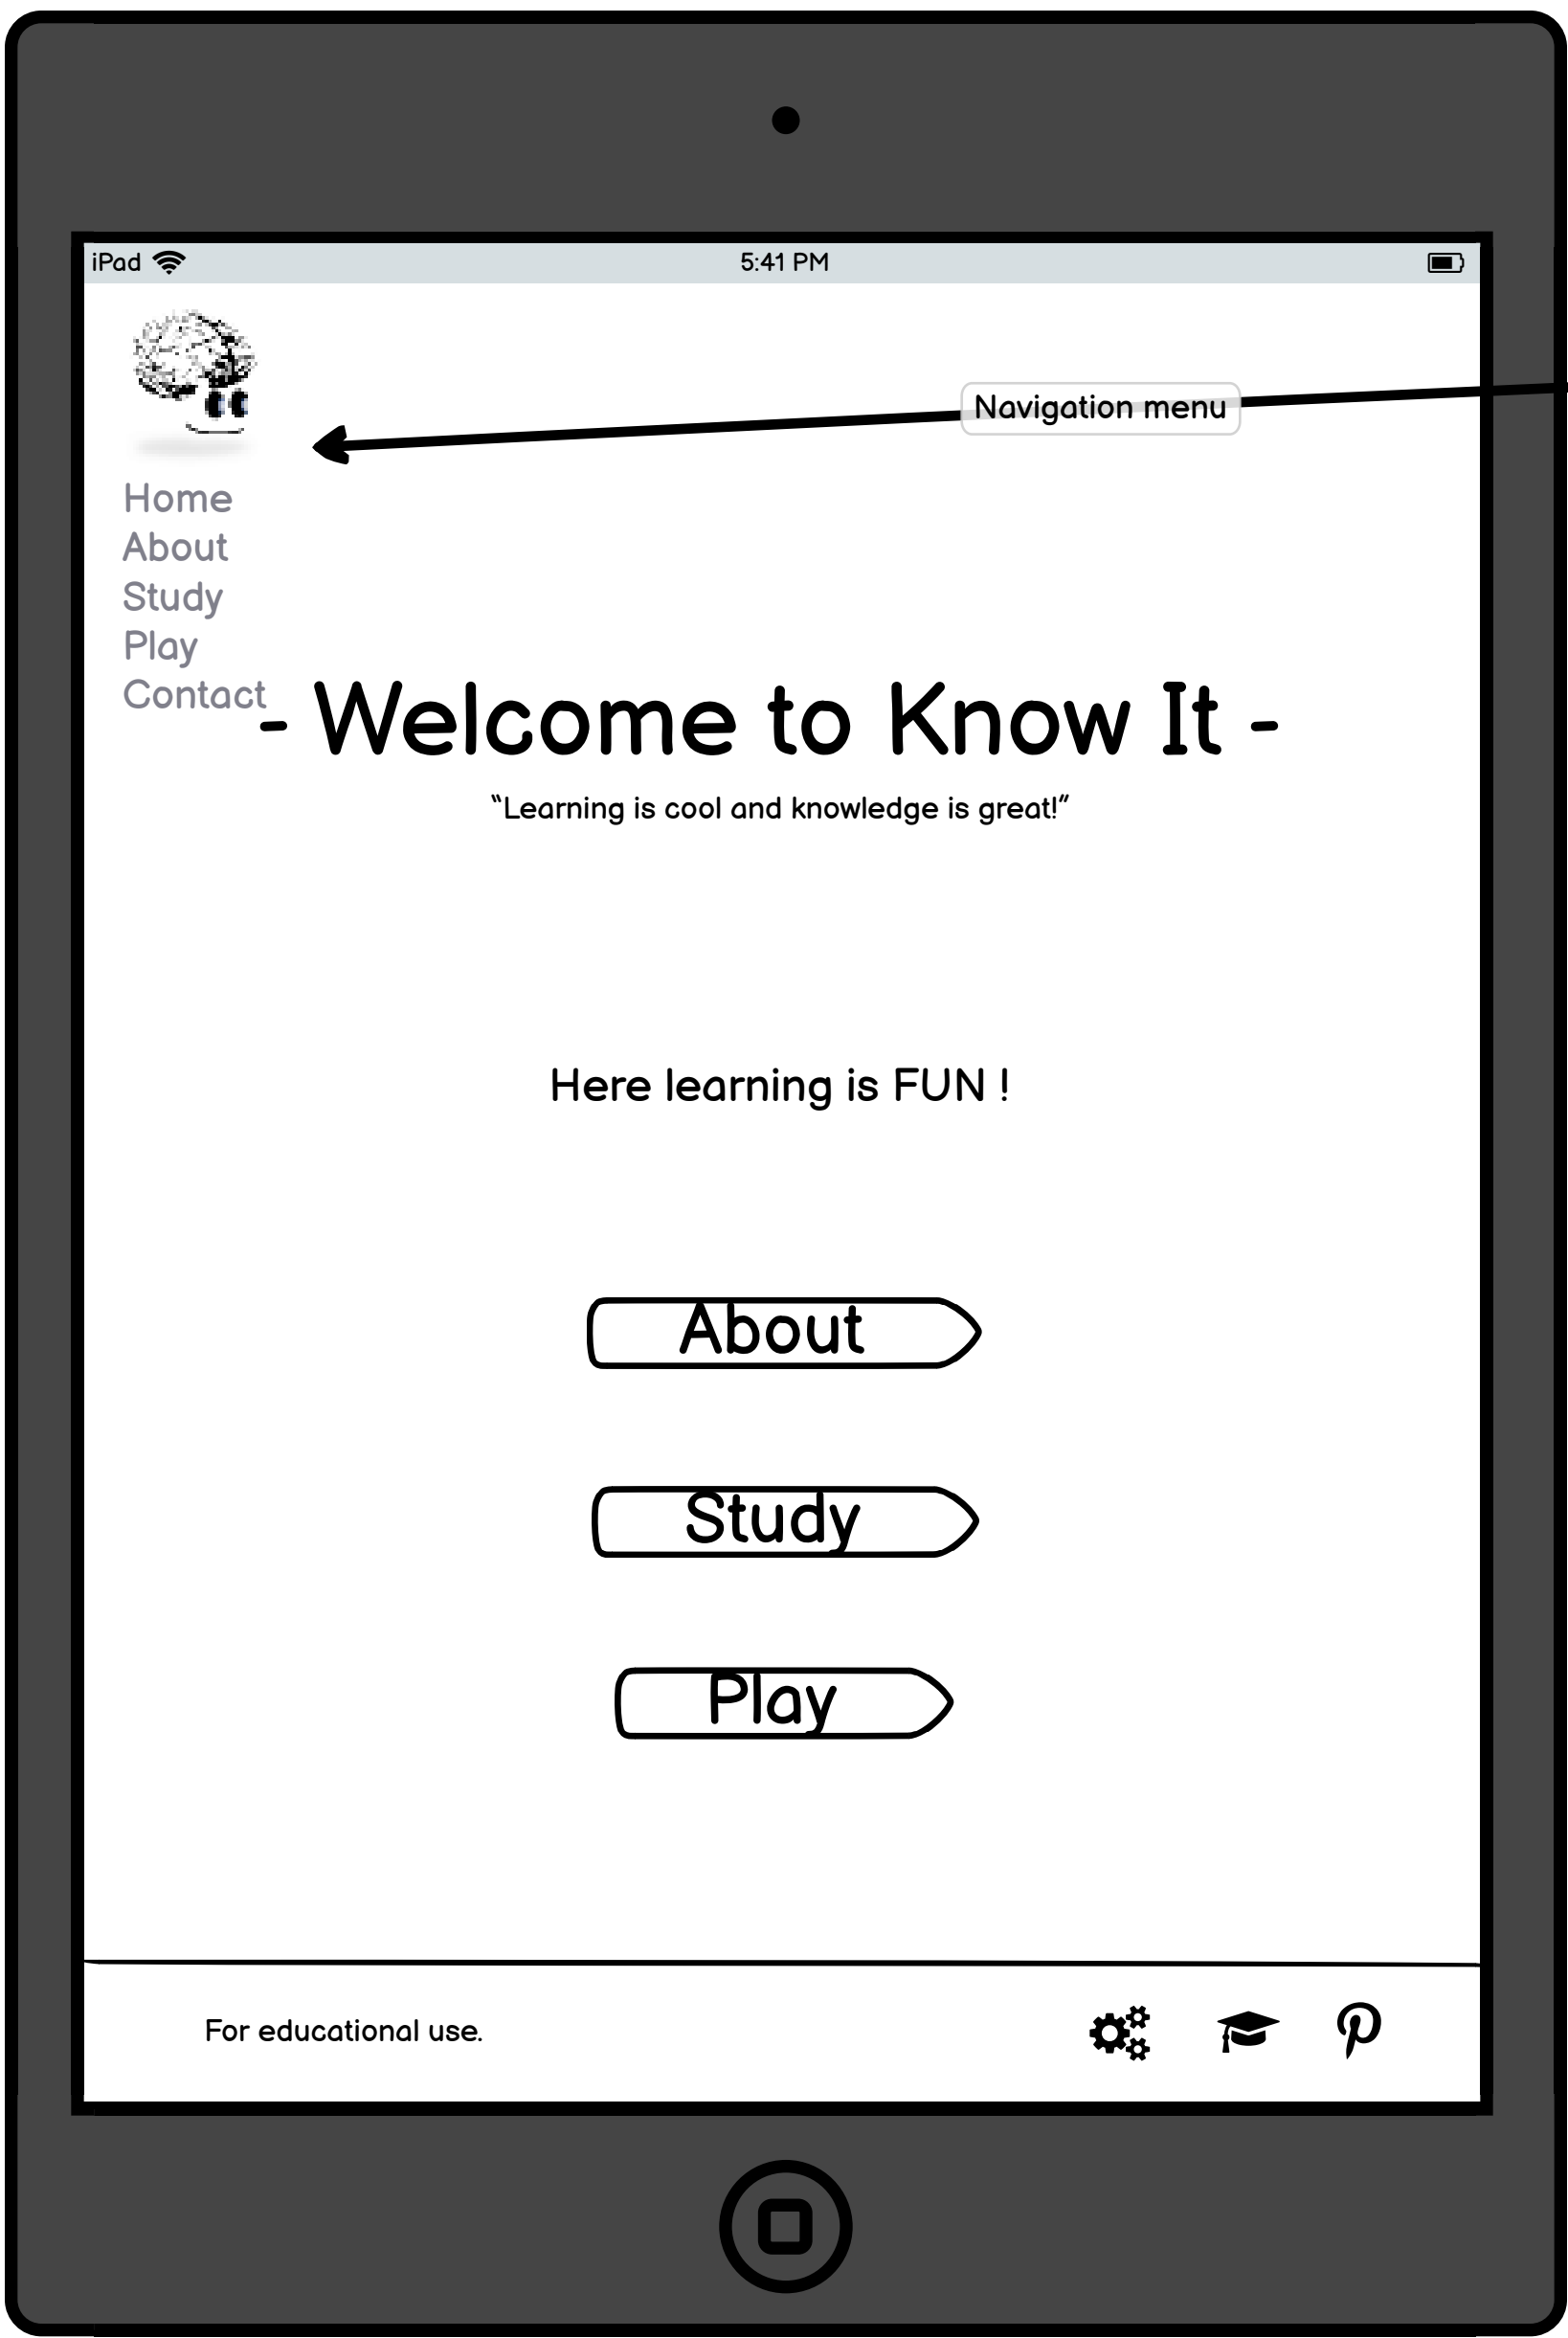 iPad 5:41 PM
Navigation menu
Home
About
Study
Play
Contact
- Welcome to Know It -
“Learning is cool and knowledge is great!”
Here learning is FUN !
About
Study
Play
For educational use.